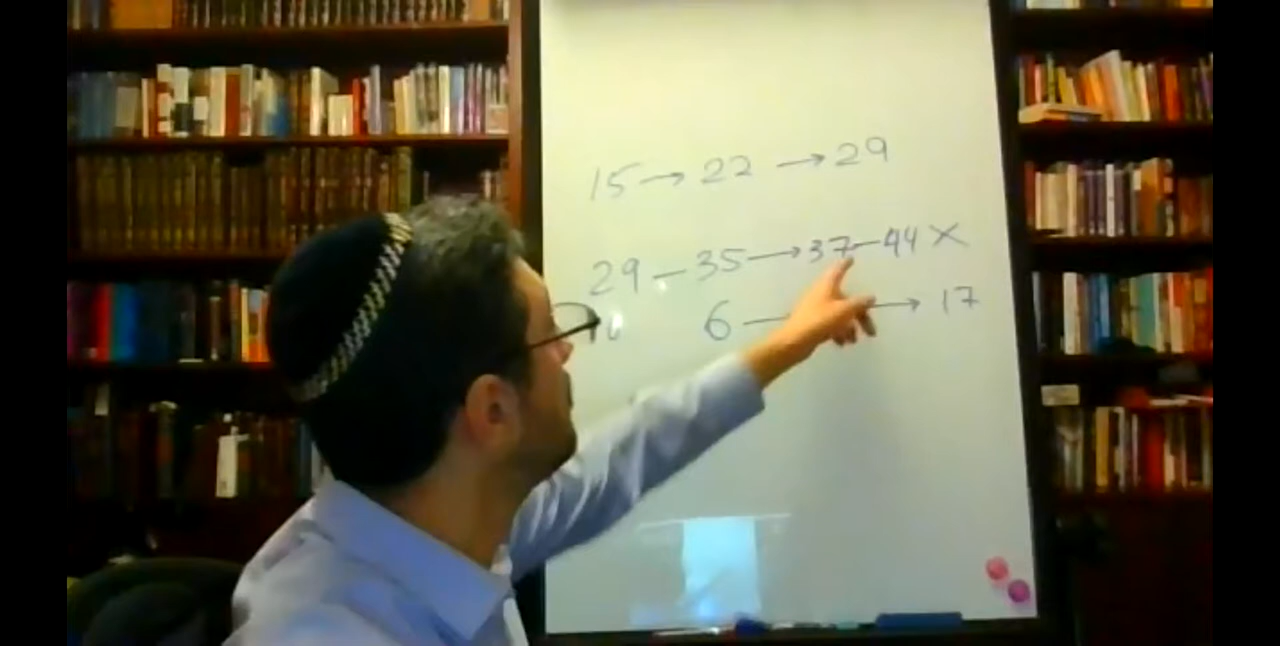 15 → 22 → 29
29 — 35 → 37 — 44 X
6 — → 17